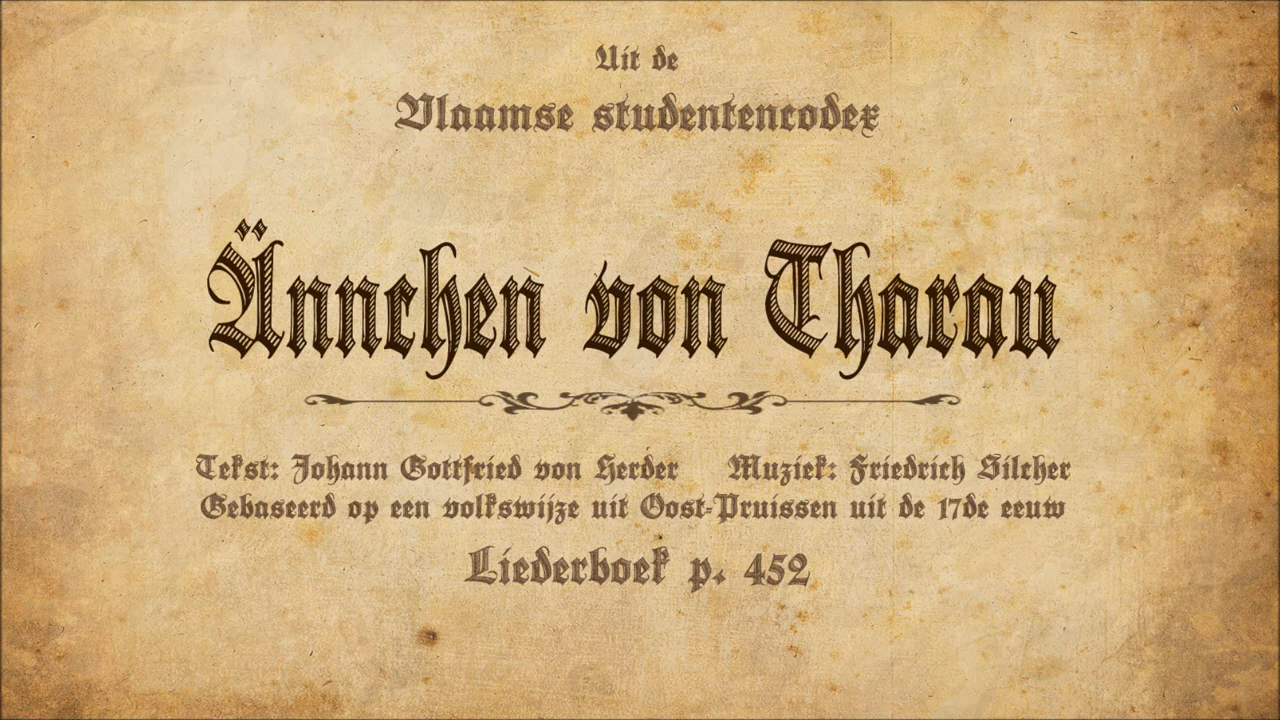 Uit de
Vlaamse studentencodex
Ännchen von Tharau
Tekst: Johann Gottfried von Herder Muziek: Friedrich Silcher
Gebaseerd op een volkswijze uit Oost-Pruissen uit de 17de eeuw
Liederboek p. 452